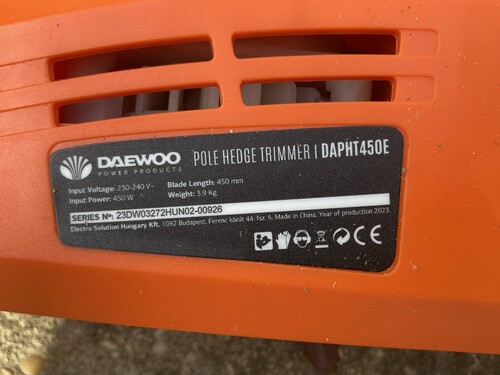 DAEWOO
POWER PRODUCTS
POLE HEDGE TRIMMER | DAPHT450E
Input Voltage: 230-240 V~ Blade Length: 450 mm
Input Power: 450 W Weight: 3.9 Kg
SERIES Nº: 23DW03272HUN02-00926
Electro Solution Hungary Kft. 1092 Budapest. Ferenc körút 44. fsz. 6, Made in China. Year of production 2023.
CE